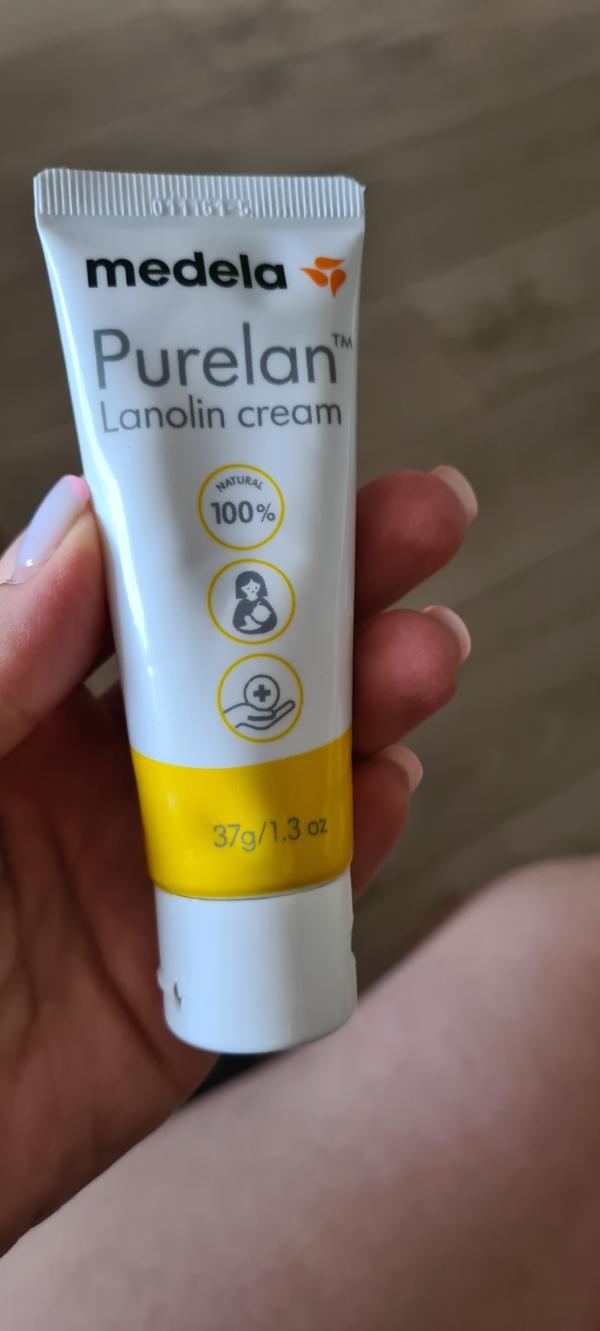 medela
Purelan™
Lanolin cream
NATURAL
100%
37g/1.3 oz